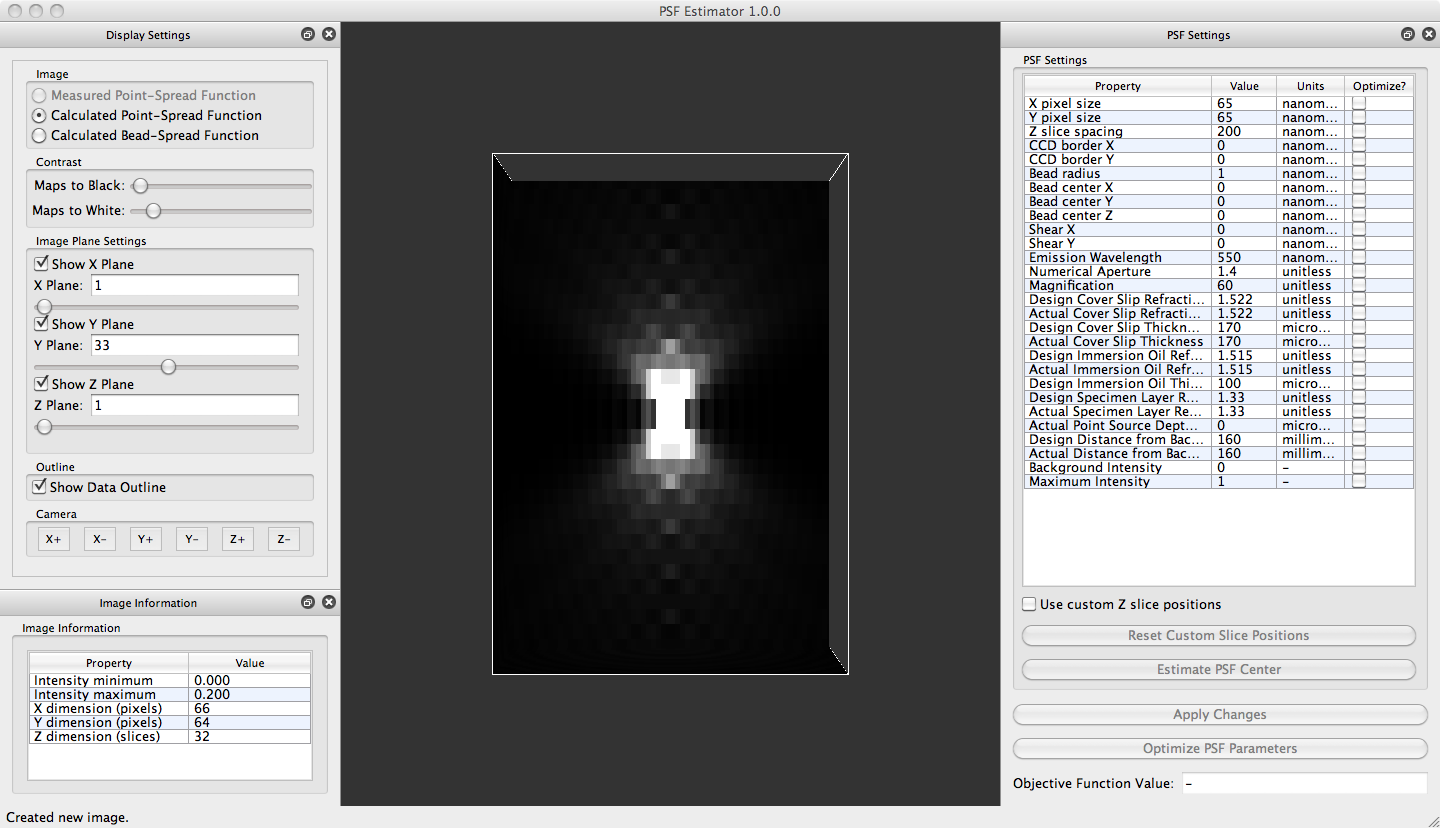 PSF Estimator 1.0.0
Display Settings
Image
Measured Point-Spread Function
Calculated Point-Spread Function
Calculated Bead-Spread Function
Contrast
Maps to Black:
Maps to White:
Image Plane Settings
Show X Plane
X Plane: 1
Show Y Plane
Y Plane: 33
Show Z Plane
Z Plane: 1
Outline
Show Data Outline
Camera
X+ X- Y+ Y- Z+ Z-
Image Information
Image Information
Property Value
Intensity minimum 0.000
Intensity maximum 0.200
X dimension (pixels) 66
Y dimension (pixels) 64
Z dimension (slices) 32
Created new image.
PSF Settings
PSF Settings
Property Value Units Optimize?
X pixel size 65 nanom...
Y pixel size 65 nanom...
Z slice spacing 200 nanom...
CCD border X 0 nanom...
CCD border Y 0 nanom...
Bead radius 1 nanom...
Bead center X 0 nanom...
Bead center Y 0 nanom...
Bead center Z 0 nanom...
Shear X 0 nanom...
Shear Y 0 nanom...
Emission Wavelength 550 nanom...
Numerical Aperture 1.4 unitless
Magnification 60 unitless
Design Cover Slip Refracti... 1.522 unitless
Actual Cover Slip Refracti... 1.522 unitless
Design Cover Slip Thickn... 170 micro...
Actual Cover Slip Thickness 170 micro...
Design Immersion Oil Ref... 1.515 unitless
Actual Immersion Oil Refr... 1.515 unitless
Design Immersion Oil Thi... 100 micro...
Design Specimen Layer R... 1.33 unitless
Actual Specimen Layer Re... 1.33 unitless
Actual Point Source Dept... 0 micro...
Design Distance from Bac... 160 millim...
Actual Distance from Bac... 160 millim...
Background Intensity 0 -
Maximum Intensity 1 -
Use custom Z slice positions
Reset Custom Slice Positions
Estimate PSF Center
Apply Changes
Optimize PSF Parameters
Objective Function Value: -